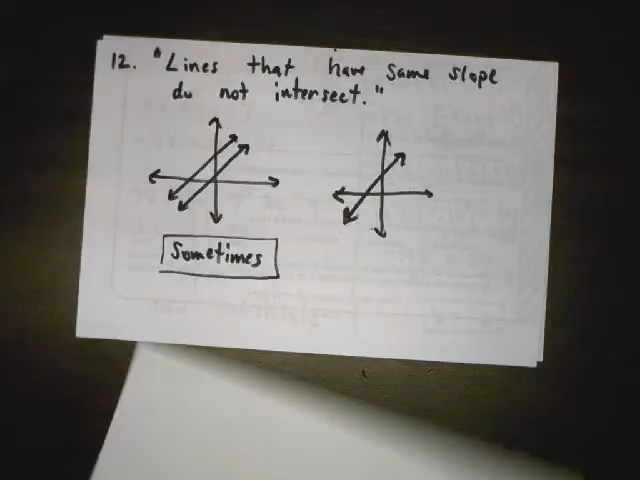 12. "Lines that have same slope
do not intersect."
Sometimes